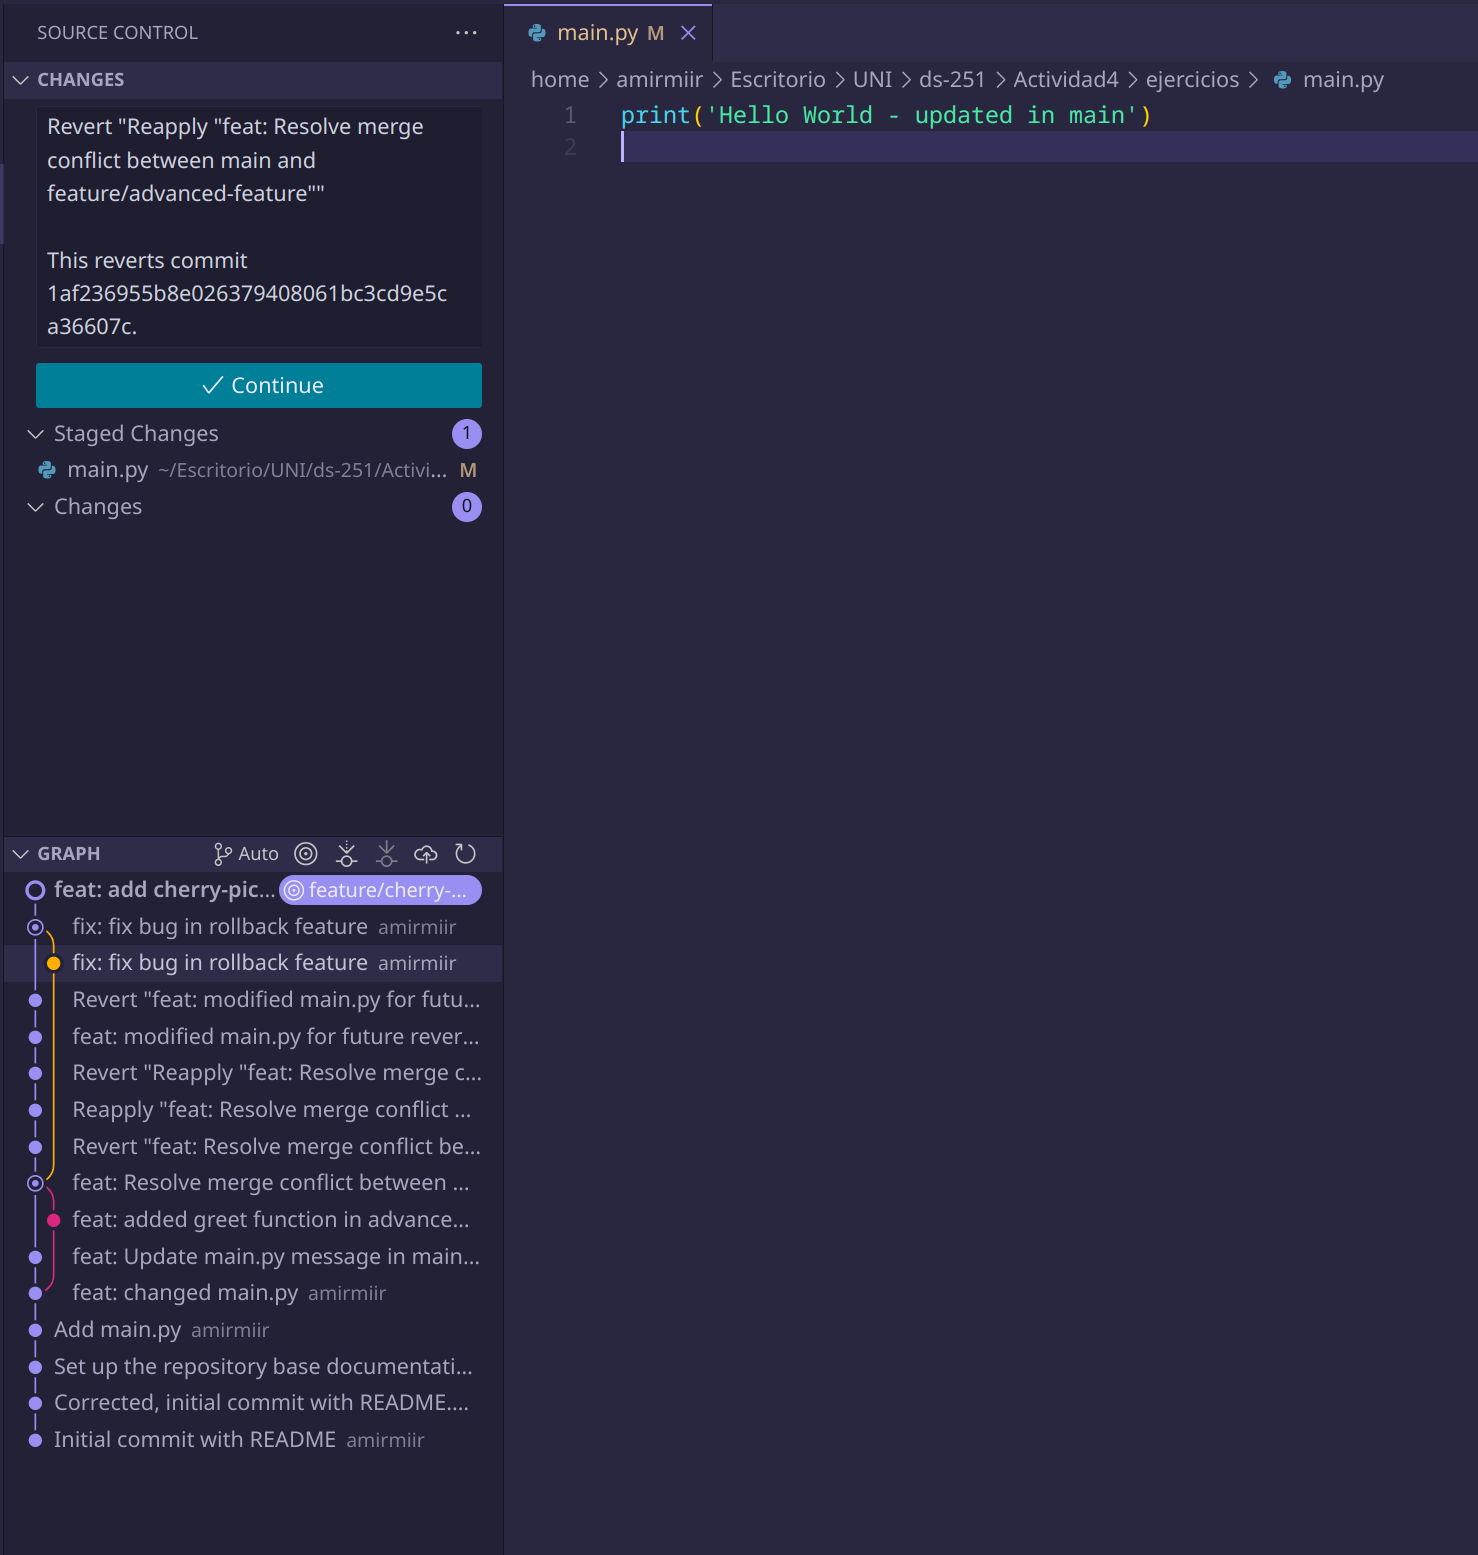 SOURCE CONTROL
CHANGES
Revert "Reapply "feat: Resolve merge
conflict between main and
feature/advanced-feature""
This reverts commit
1af236955b8e026379408061bc3cd9e5c
a36607c.
Continue
Staged Changes 1
main.py ~/Escritorio/UNI/ds-251/Activi... M
Changes 0
GRAPH Auto
feat: add cherry-pic... feature/cherry-...
fix: fix bug in rollback feature amirmiir
fix: fix bug in rollback feature amirmiir
Revert "feat: modified main.py for futu...
feat: modified main.py for future rever...
Revert "Reapply "feat: Resolve merge c...
Reapply "feat: Resolve merge conflict ...
Revert "feat: Resolve merge conflict be...
feat: Resolve merge conflict between ...
feat: added greet function in advance...
feat: Update main.py message in main...
feat: changed main.py amirmiir
Add main.py amirmiir
Set up the repository base documentati...
Corrected, initial commit with README....
Initial commit with README amirmiir
main.py M
home > amirmiir > Escritorio > UNI > ds-251 > Actividad4 > ejercicios > main.py
1 print('Hello World - updated in main')
2